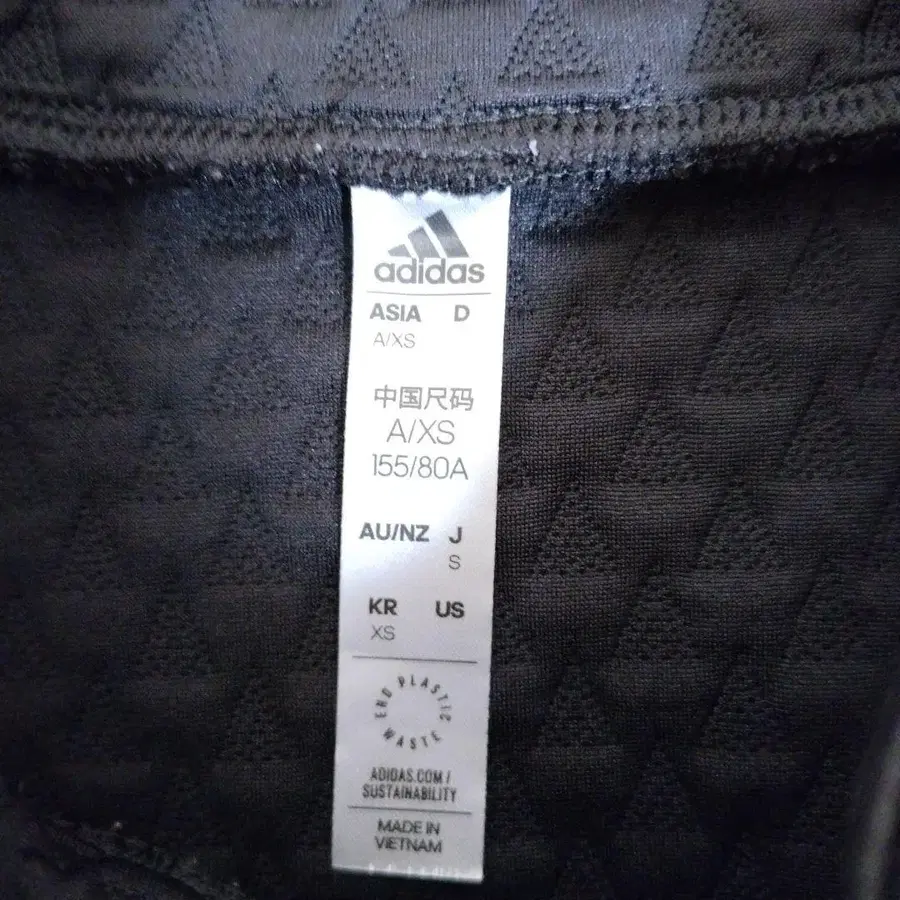 adidas
ASIA D
A/XS
中国尺码
A/XS
155/80A
AU/NZ J
S
KR US
XS
END PLASTIC WASTE
ADIDAS.COM/
SUSTAINABILITY
MADE IN
VIETNAM